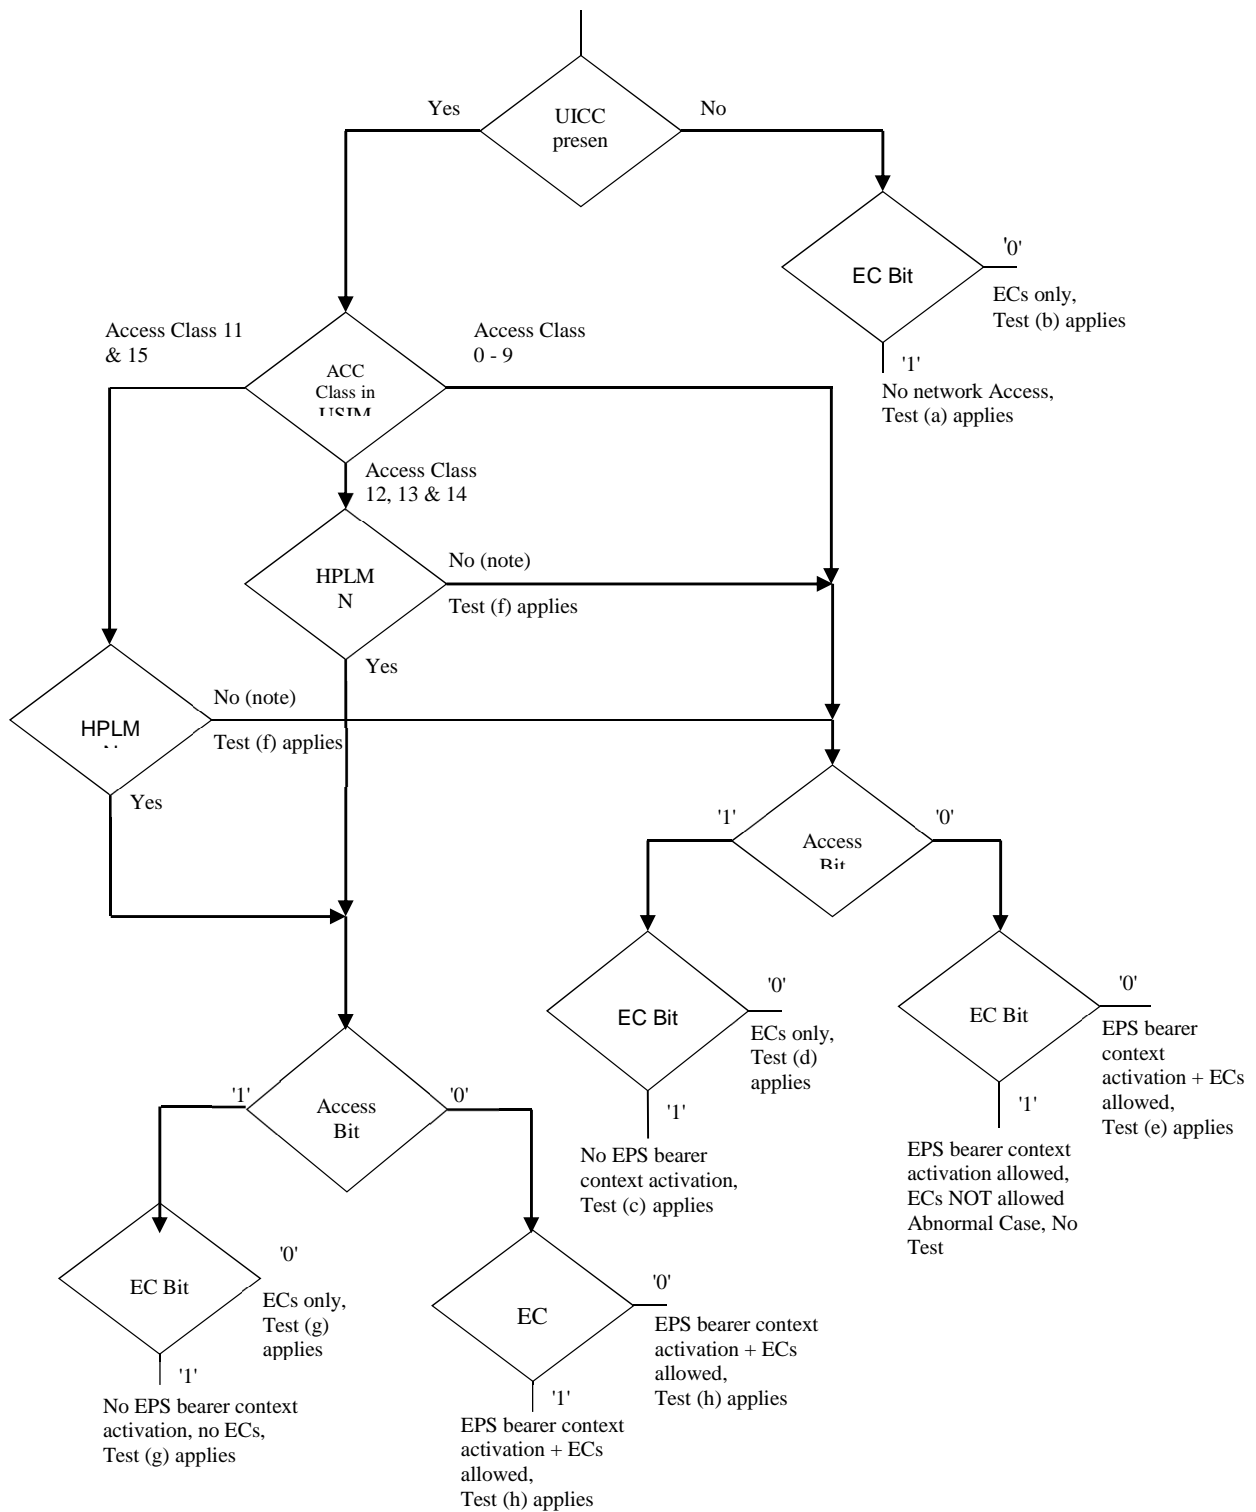 Yes
UICC
presen
No
'0'
EC Bit
ECs only,
Test (b) applies
'1'
No network Access,
Test (a) applies
Access Class 11
& 15
Access Class
0 - 9
ACC
Class in
USIM
Access Class
12, 13 & 14
HPLM
N
No (note)
Test (f) applies
Yes
HPLM
No (note)
Test (f) applies
Yes
'1'
Access
Bit
'0'
EC Bit
'0'
ECs only,
Test (d)
applies
'1'
No EPS bearer
context activation,
Test (c) applies
EC Bit
'0'
EPS bearer
context
activation + ECs
allowed,
Test (e) applies
'1'
EPS bearer context
activation allowed,
ECs NOT allowed
Abnormal Case, No
Test
'1'
Access
Bit
'0'
EC Bit
'0'
ECs only,
Test (g)
applies
'1'
No EPS bearer context
activation, no ECs,
Test (g) applies
EC
'0'
EPS bearer context
activation + ECs
allowed,
Test (h) applies
'1'
EPS bearer context
activation + ECs
allowed,
Test (h) applies